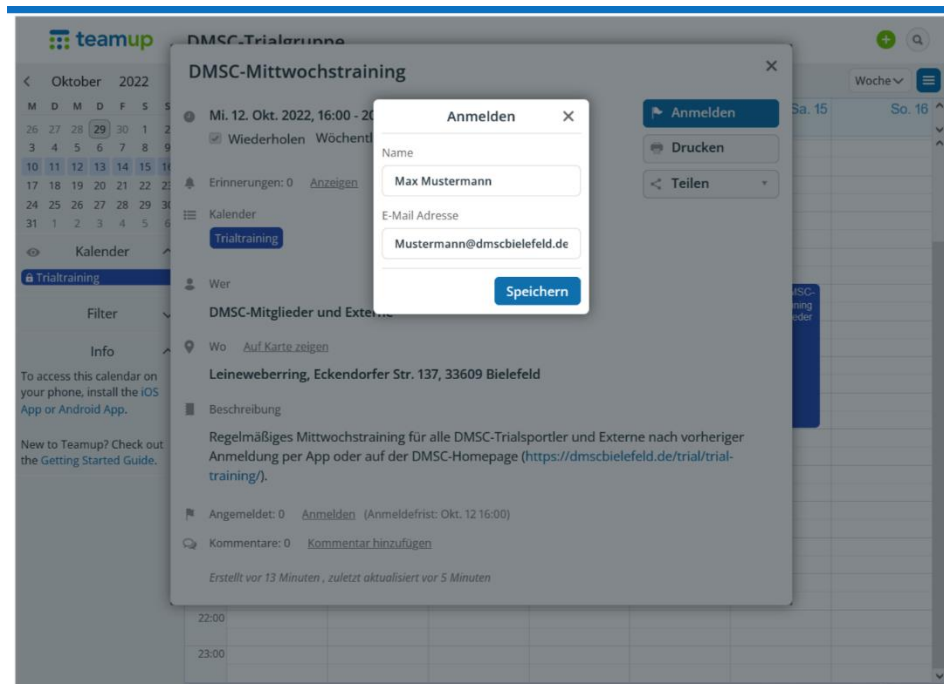 teamup
DMSC-Trialgruppe
Oktober 2022
Woche
M D M D F S S
26 27 28 29 30 1 2
3 4 5 6 7 8 9
10 11 12 13 14 15 16
17 18 19 20 21 22 23
24 25 26 27 28 29 30
31 1 2 3 4 5 6
Kalender
Trialtraining
Filter
Info
To access this calendar on
your phone, install the iOS
App or Android App.
New to Teamup? Check out
the Getting Started Guide.
Sa. 15
So. 16
DMSC-Mittwochstraining
Mi. 12. Okt. 2022, 16:00 - 20
Wiederholen Wöchentl
Erinnerungen: 0 Anzeigen
Kalender
Trialtraining
Wer
DMSC-Mitglieder und Externe
Wo Auf Karte zeigen
Leineweberring, Eckendorfer Str. 137, 33609 Bielefeld
Beschreibung
Regelmäßiges Mittwochstraining für alle DMSC-Trialsportler und Externe nach vorheriger
Anmeldung per App oder auf der DMSC-Homepage (https://dmscbielefeld.de/trial/trial-
training/).
Angemeldet: 0 Anmelden (Anmeldefrist: Okt. 12 16:00)
Kommentare: 0 Kommentar hinzufügen
Erstellt vor 13 Minuten , zuletzt aktualisiert vor 5 Minuten
Anmelden
Drucken
Teilen
Anmelden
Name
Max Mustermann
E-Mail Adresse
Mustermann@dmscbielefeld.de
Speichern
22:00
23:00